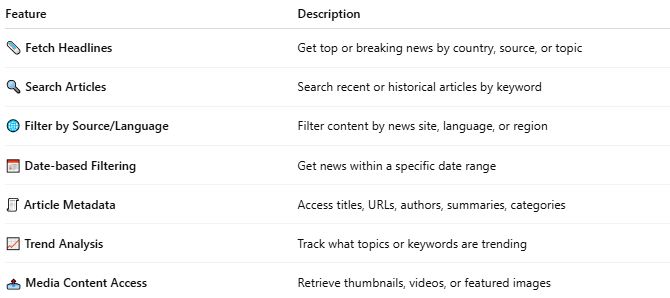 Feature Description
Fetch Headlines Get top or breaking news by country, source, or topic
Search Articles Search recent or historical articles by keyword
Filter by Source/Language Filter content by news site, language, or region
Date-based Filtering Get news within a specific date range
Article Metadata Access titles, URLs, authors, summaries, categories
Trend Analysis Track what topics or keywords are trending
Media Content Access Retrieve thumbnails, videos, or featured images